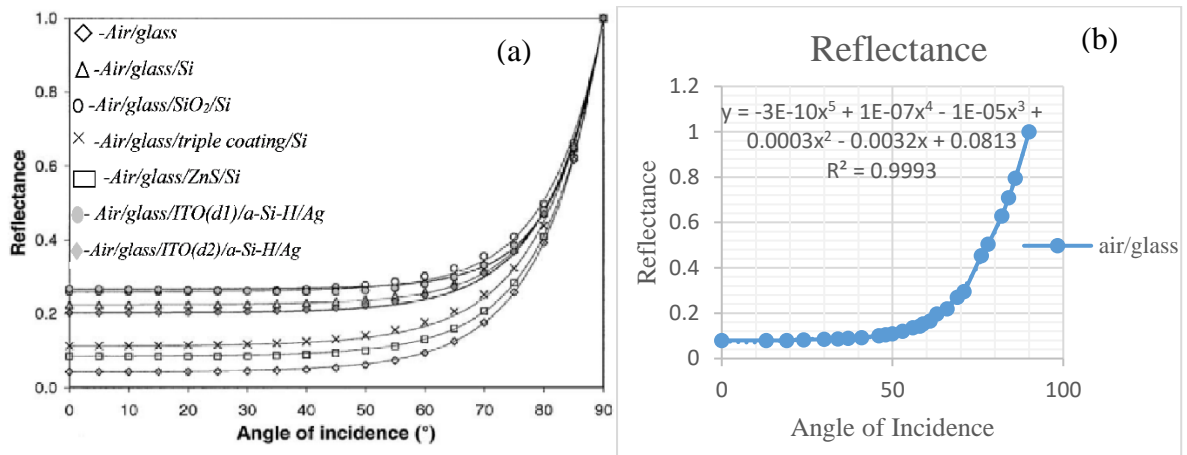 1.0
0.8
0.6
0.4
0.2
0.0
Reflectance
-Air/glass
-Air/glass/Si
-Air/glass/SiO₂/Si
-Air/glass/triple coating/Si
-Air/glass/ZnS/Si
- Air/glass/ITO(d1)/a-Si-H/Ag
-Air/glass/ITO(d2)/a-Si-H/Ag
(a)
0 10 20 30 40 50 60 70 80 90
Angle of incidence (°)
(b)
Reflectance
1.2
1
0.8
0.6
0.4
0.2
0
Reflectance
y = -3E-10x⁵ + 1E-07x⁴ - 1E-05x³ +
0.0003x² - 0.0032x + 0.0813
R² = 0.9993
air/glass
0 50 100
Angle of Incidence